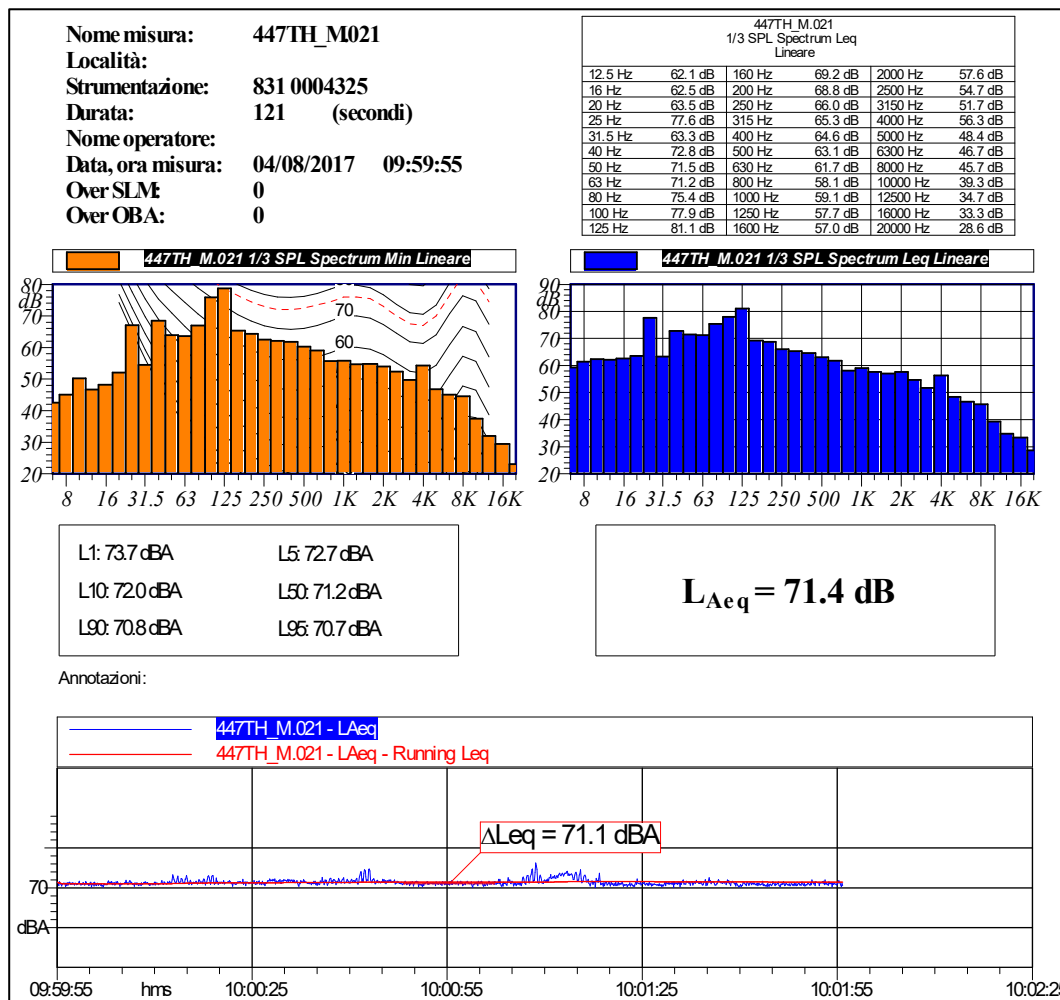 Nome misura: 447TH_M.021
Località:
Strumentazione: 831 0004325
Durata: 121 (secondi)
Nome operatore:
Data, ora misura: 04/08/2017 09:59:55
Over SLM: 0
Over OBA: 0
447TH_M.021
1/3 SPL Spectrum Leq
Lineare
12.5 Hz 62.1 dB 160 Hz 69.2 dB 2000 Hz 57.6 dB
16 Hz 62.5 dB 200 Hz 68.8 dB 2500 Hz 54.7 dB
20 Hz 63.5 dB 250 Hz 66.0 dB 3150 Hz 51.7 dB
25 Hz 77.6 dB 315 Hz 65.3 dB 4000 Hz 56.3 dB
31.5 Hz 63.3 dB 400 Hz 64.6 dB 5000 Hz 48.4 dB
40 Hz 72.8 dB 500 Hz 63.1 dB 6300 Hz 46.7 dB
50 Hz 71.5 dB 630 Hz 61.7 dB 8000 Hz 45.7 dB
63 Hz 71.2 dB 800 Hz 58.1 dB 10000 Hz 39.3 dB
80 Hz 75.4 dB 1000 Hz 59.1 dB 12500 Hz 34.7 dB
100 Hz 77.9 dB 1250 Hz 57.7 dB 16000 Hz 33.3 dB
125 Hz 81.1 dB 1600 Hz 57.0 dB 20000 Hz 28.6 dB
447TH_M.021 1/3 SPL Spectrum Min Lineare
80
dB
70
60
50
40
30
20
70
60
8 16 31.5 63 125 250 500 1K 2K 4K 8K 16K
447TH_M.021 1/3 SPL Spectrum Leq Lineare
90
dB
80
70
60
50
40
30
20
8 16 31.5 63 125 250 500 1K 2K 4K 8K 16K
L1: 73.7 dBA L5: 72.7 dBA
L10: 72.0 dBA L50: 71.2 dBA
L90: 70.8 dBA L95: 70.7 dBA
LAeq = 71.4 dB
Annotazioni:
447TH_M.021 - LAeq
447TH_M.021 - LAeq - Running Leq
ΔLeq = 71.1 dBA
70
dBA
09:59:55 hms 10:00:25 10:00:55 10:01:25 10:01:55